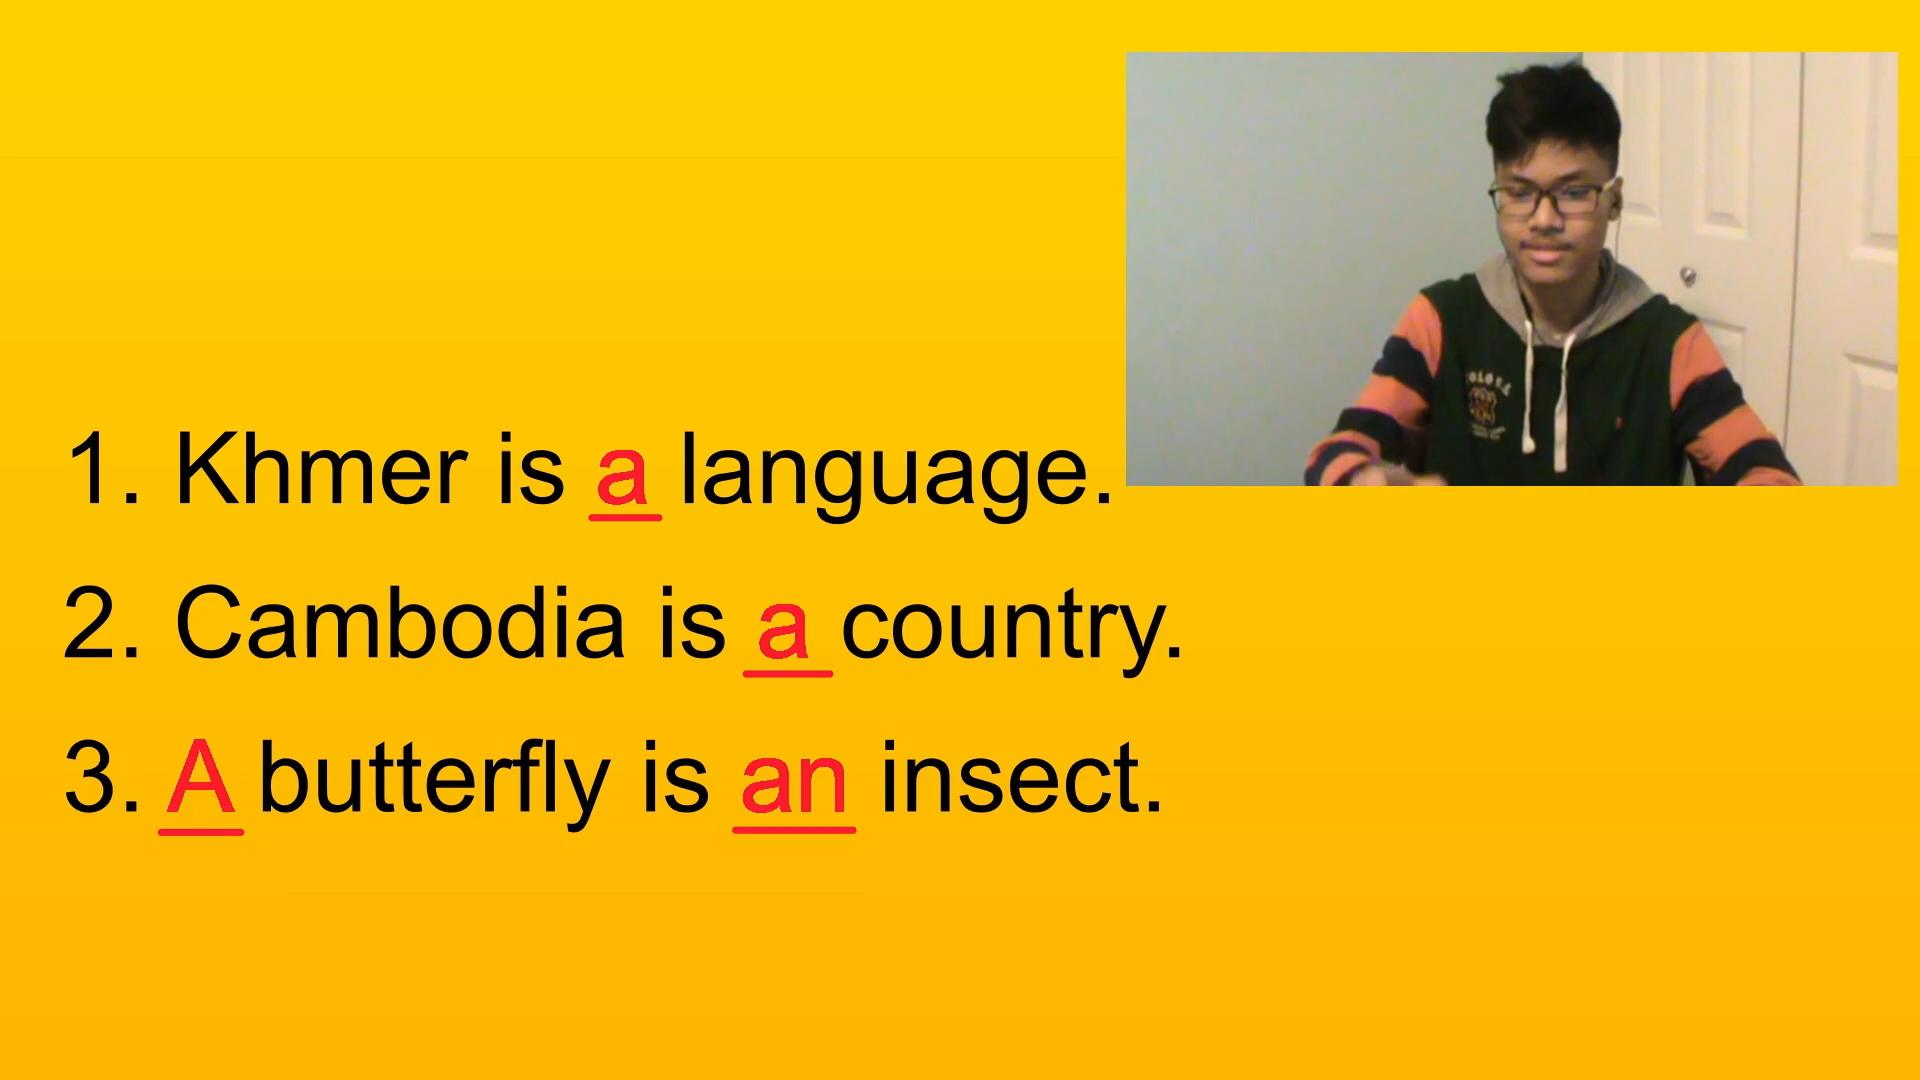 1. Khmer is a language.
2. Cambodia is a country.
3. A butterfly is an insect.